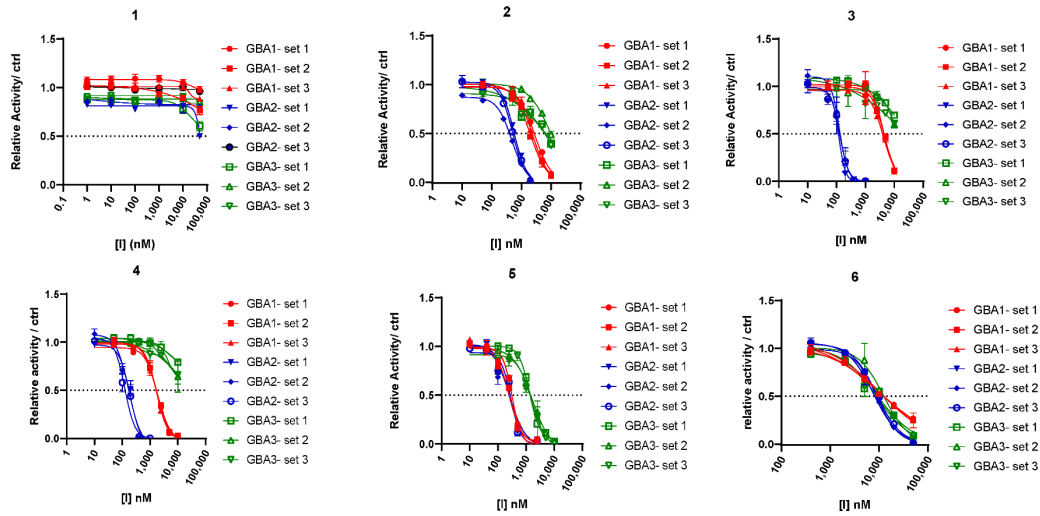 1
Relative Activity/ ctrl
1.5
1.0
0.5
0.0
0.1
1
10
100
1,000
10,000
100,000
[I] (nM)
GBA1- set 1
GBA1- set 2
GBA1- set 3
GBA2- set 1
GBA2- set 2
GBA2- set 3
GBA3- set 1
GBA3- set 2
GBA3- set 3
2
Relative Activity/ ctrl
1.5
1.0
0.5
0.0
1
10
100
1,000
10,000
100,000
[I] nM
GBA1- set 1
GBA1- set 2
GBA1- set 3
GBA2- set 1
GBA2- set 2
GBA2- set 3
GBA3- set 1
GBA3- set 2
GBA3- set 3
3
Relative Activity/ ctrl
1.5
1.0
0.5
0.0
1
10
100
1,000
10,000
100,000
[I] nM
GBA1- set 1
GBA1- set 2
GBA1- set 3
GBA2- set 1
GBA2- set 2
GBA2- set 3
GBA3- set 1
GBA3- set 2
GBA3- set 3
4
Relative activity / ctrl
1.5
1.0
0.5
0.0
1
10
100
1,000
10,000
100,000
[I] nM
GBA1- set 1
GBA1- set 2
GBA1- set 3
GBA2- set 1
GBA2- set 2
GBA2- set 3
GBA3- set 1
GBA3- set 2
GBA3- set 3
5
Relative activity / ctrl
1.5
1.0
0.5
0.0
1
10
100
1,000
10,000
100,000
[I] nM
GBA1- set 1
GBA1- set 2
GBA1- set 3
GBA2- set 1
GBA2- set 2
GBA2- set 3
GBA3- set 1
GBA3- set 2
GBA3- set 3
6
relative activity / ctrl
1.5
1.0
0.5
0.0
100
1,000
10,000
100,000
[I] nM
GBA1- set 1
GBA1- set 2
GBA1- set 3
GBA2- set 1
GBA2- set 2
GBA2- set 3
GBA3- set 1
GBA3- set 2
GBA3- set 3